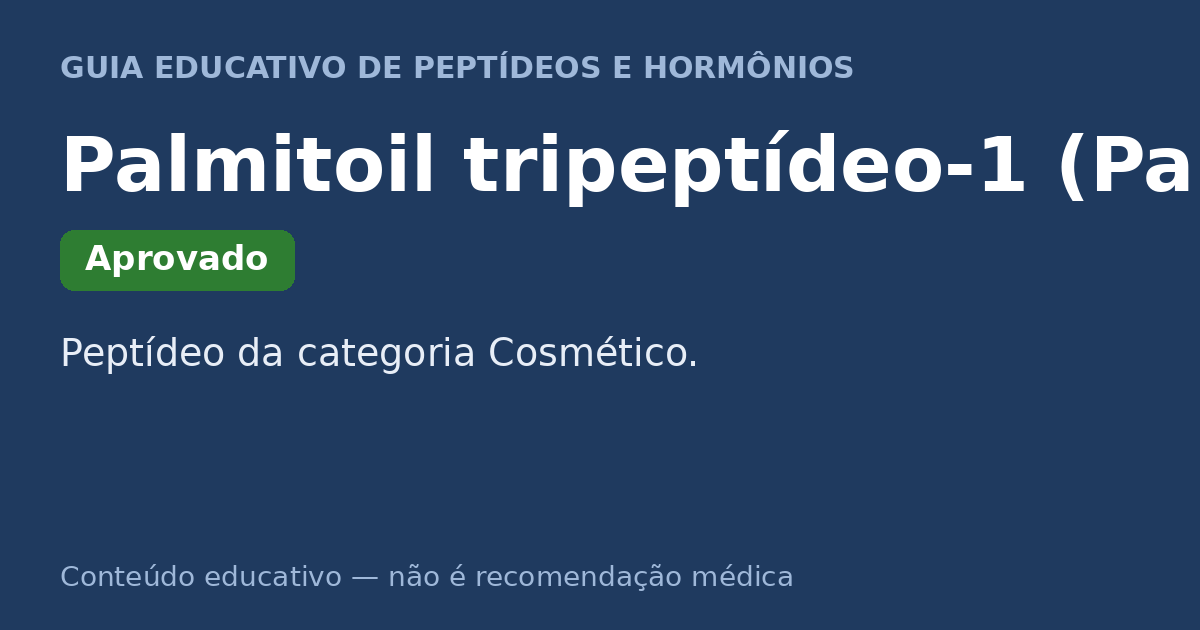 GUIA EDUCATIVO DE PEPTÍDEOS E HORMÔNIOS
Palmitoil tripeptídeo-1 (Pa
Aprovado
Peptídeo da categoria Cosmético.
Conteúdo educativo — não é recomendação médica